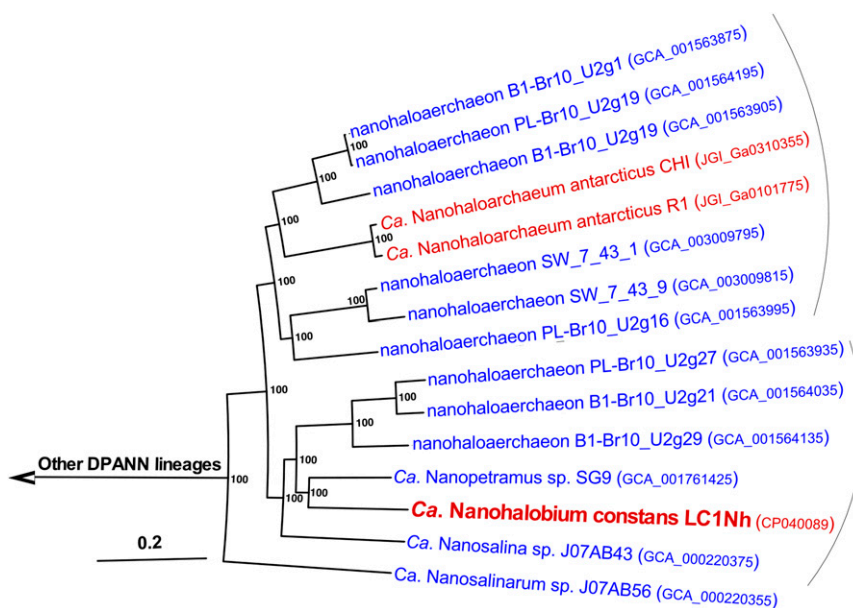 nanohaloaerchaeon B1-Br10_U2g1 (GCA_001563875)
nanohaloaerchaeon PL-Br10_U2g19 (GCA_001564195)
nanohaloaerchaeon B1-Br10_U2g19 (GCA_001563905)
Ca. Nanohaloarchaeum antarcticus CHI (JGI_Ga0310355)
Ca. Nanohaloarchaeum antarcticus R1 (JGI_Ga0101775)
nanohaloaerchaeon SW_7_43_1 (GCA_003009795)
nanohaloaerchaeon SW_7_43_9 (GCA_003009815)
nanohaloaerchaeon PL-Br10_U2g16 (GCA_001563995)
nanohaloaerchaeon PL-Br10_U2g27 (GCA_001563935)
nanohaloaerchaeon B1-Br10_U2g21 (GCA_001564035)
nanohaloaerchaeon B1-Br10_U2g29 (GCA_001564135)
Ca. Nanopetramus sp. SG9 (GCA_001761425)
Ca. Nanohalobium constans LC1Nh (CP040089)
Ca. Nanosalina sp. J07AB43 (GCA_000220375)
Ca. Nanosalinarum sp. J07AB56 (GCA_000220355)
100
100
100
100
100
100
100
100
100
100
100
100
100
100
Other DPANN lineages
0.2